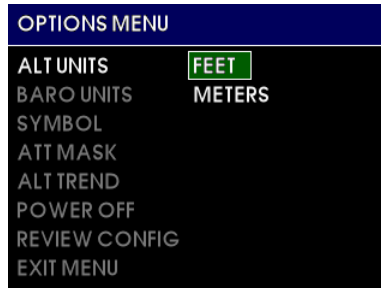 OPTIONS MENU
ALT UNITS FEET
BARO UNITS METERS
SYMBOL
ATT MASK
ALT TREND
POWER OFF
REVIEW CONFIG
EXIT MENU